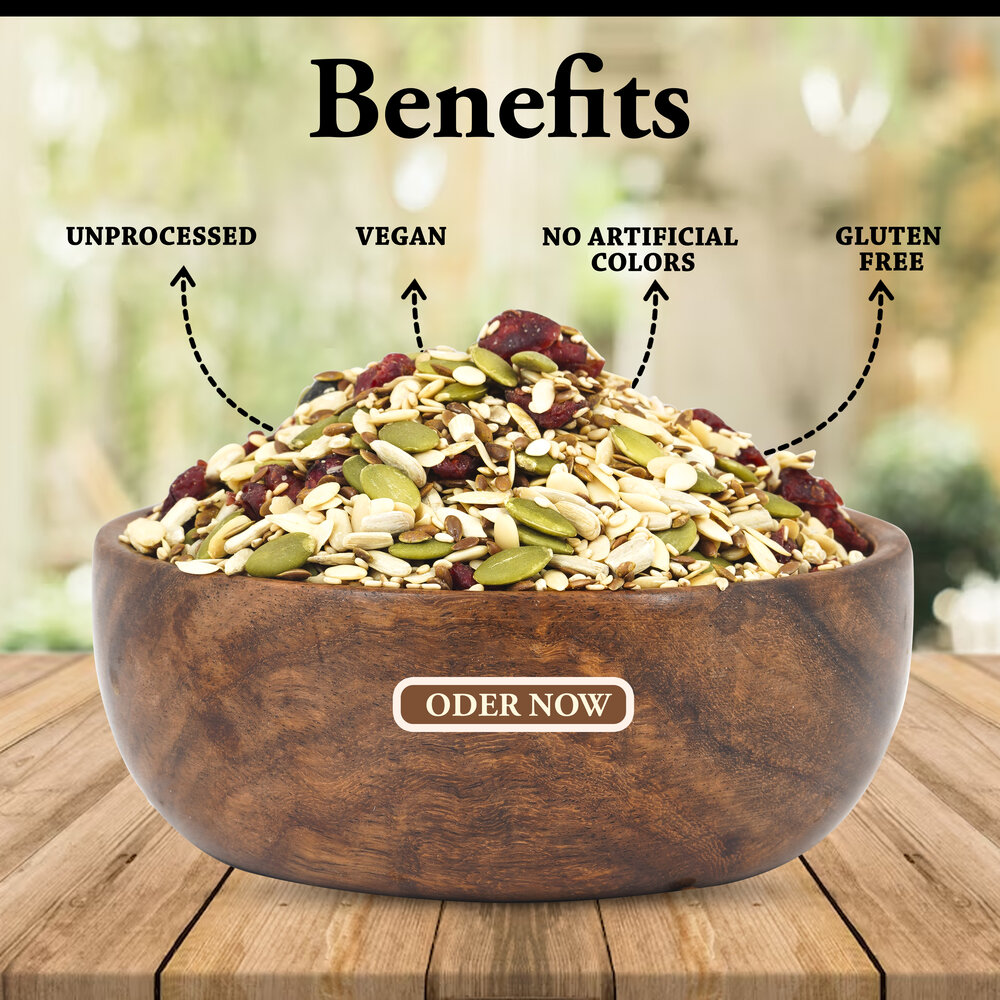 Benefits
UNPROCESSED
VEGAN
NO ARTIFICIAL
COLORS
GLUTEN
FREE
ODER NOW